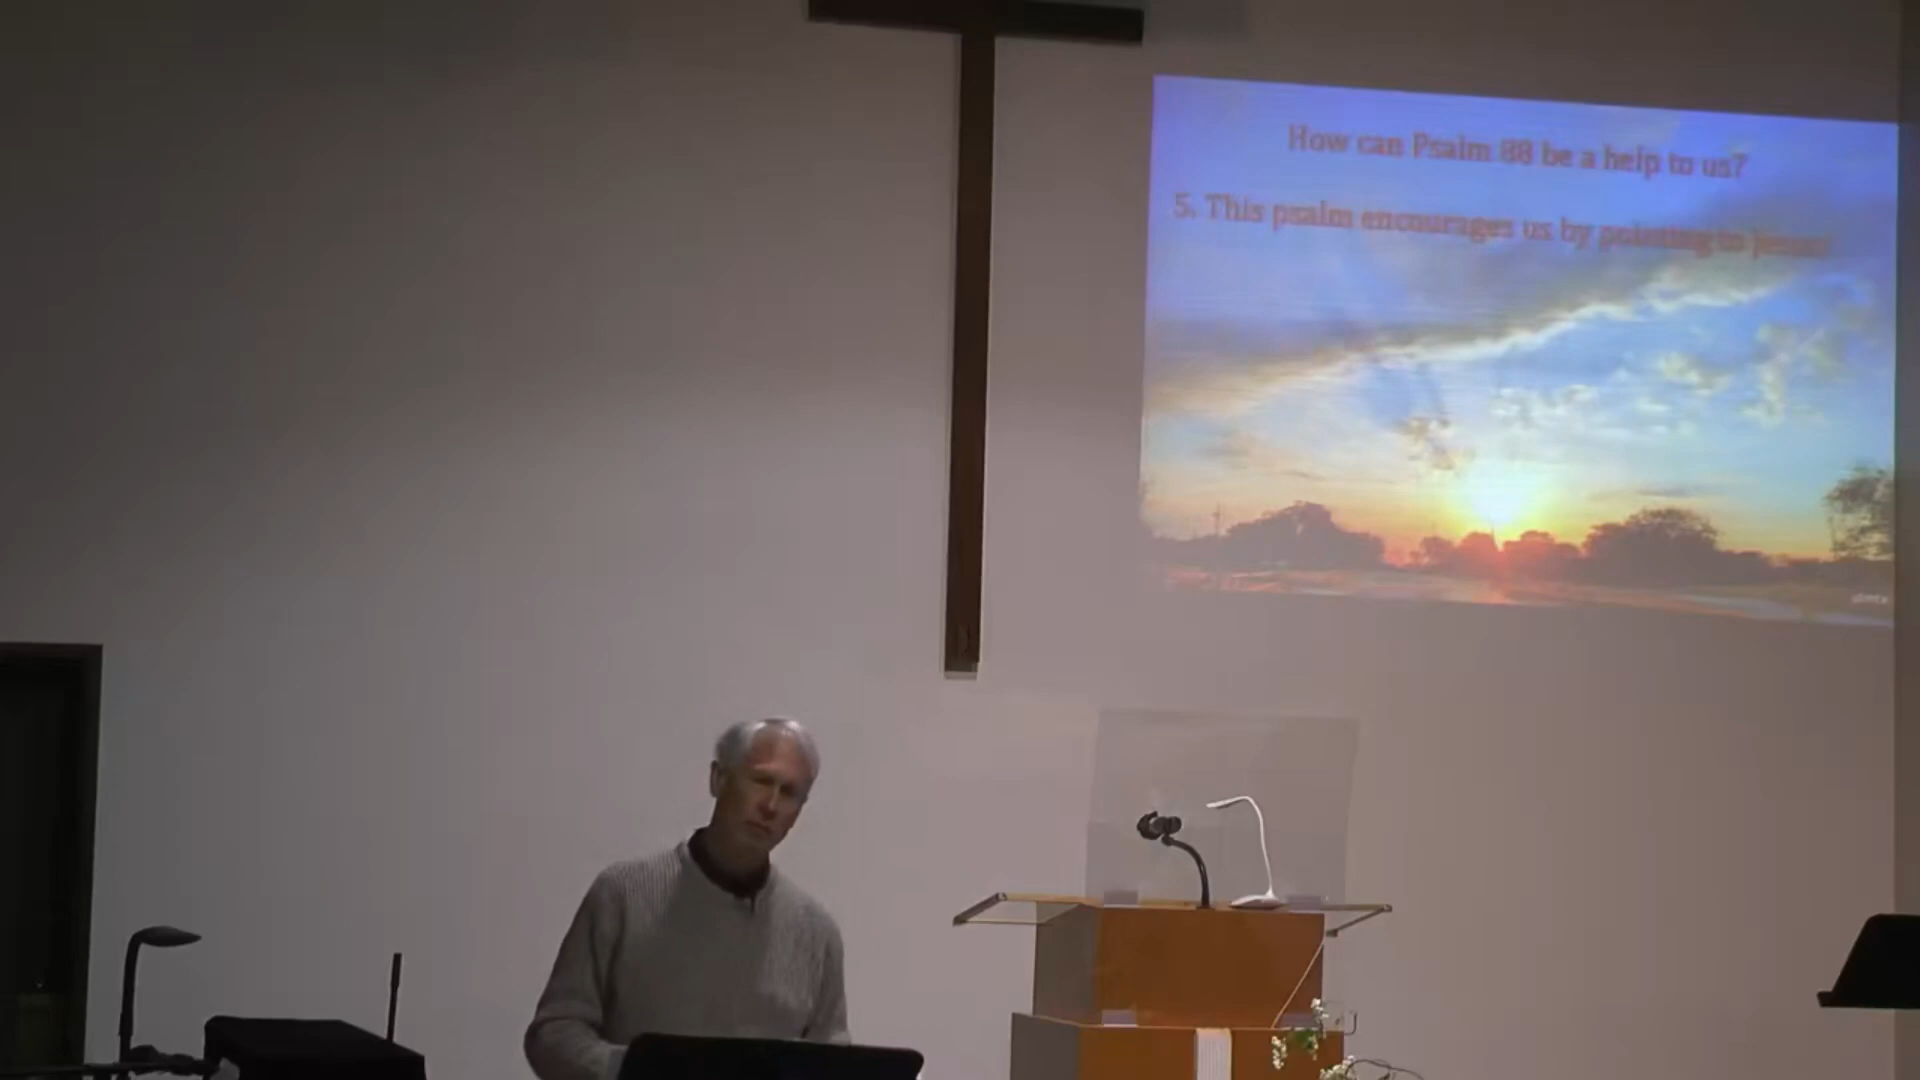 How can Psalm 88 be a help to us?
5. This psalm encourages us by pointing to Jesus!